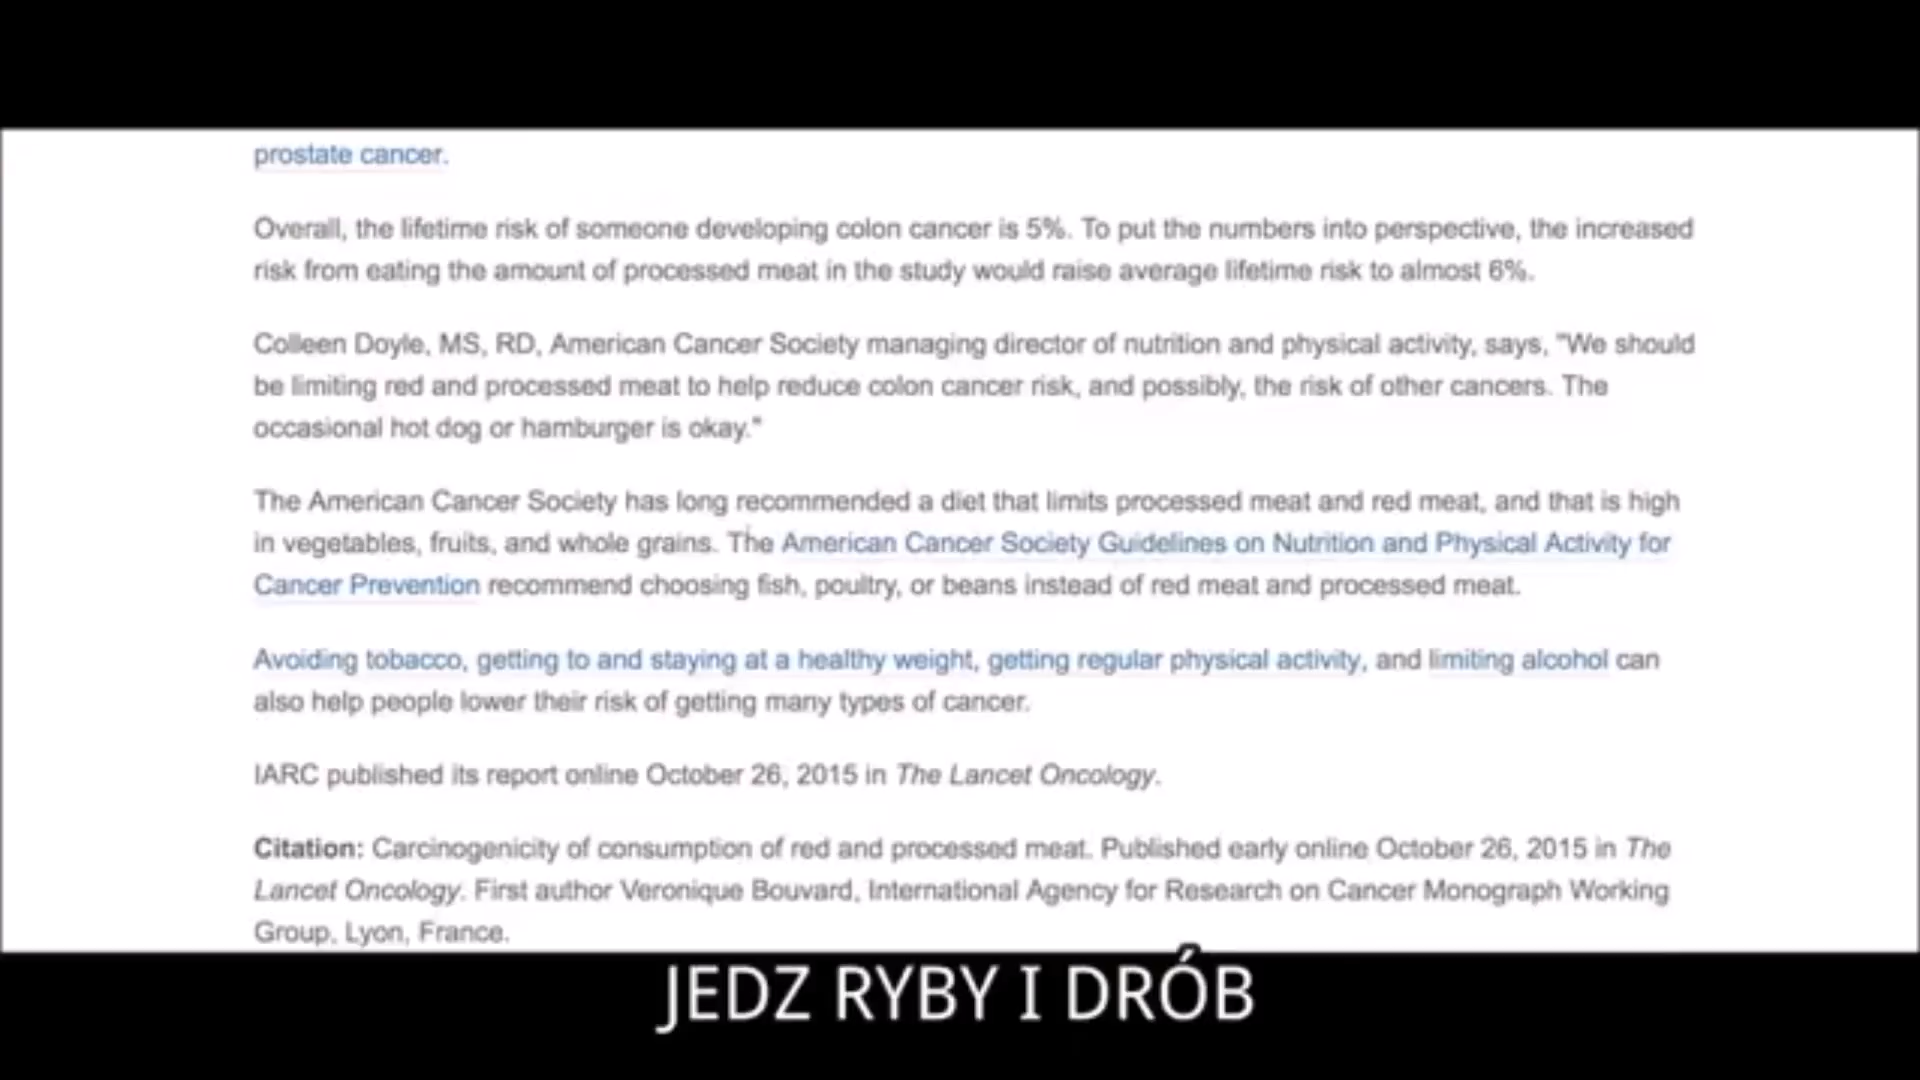 prostate cancer.
Overall, the lifetime risk of someone developing colon cancer is 5%. To put the numbers into perspective, the increased
risk from eating the amount of processed meat in the study would raise average lifetime risk to almost 6%.
Colleen Doyle, MS, RD, American Cancer Society managing director of nutrition and physical activity, says, "We should
be limiting red and processed meat to help reduce colon cancer risk, and possibly, the risk of other cancers. The
occasional hot dog or hamburger is okay."
The American Cancer Society has long recommended a diet that limits processed meat and red meat, and that is high
in vegetables, fruits, and whole grains. The American Cancer Society Guidelines on Nutrition and Physical Activity for
Cancer Prevention recommend choosing fish, poultry, or beans instead of red meat and processed meat.
Avoiding tobacco, getting to and staying at a healthy weight, getting regular physical activity, and limiting alcohol can
also help people lower their risk of getting many types of cancer.
IARC published its report online October 26, 2015 in The Lancet Oncology.
Citation: Carcinogenicity of consumption of red and processed meat. Published early online October 26, 2015 in The
Lancet Oncology. First author Veronique Bouvard, International Agency for Research on Cancer Monograph Working
Group, Lyon, France.
JEDZ RYBY I DRÓB